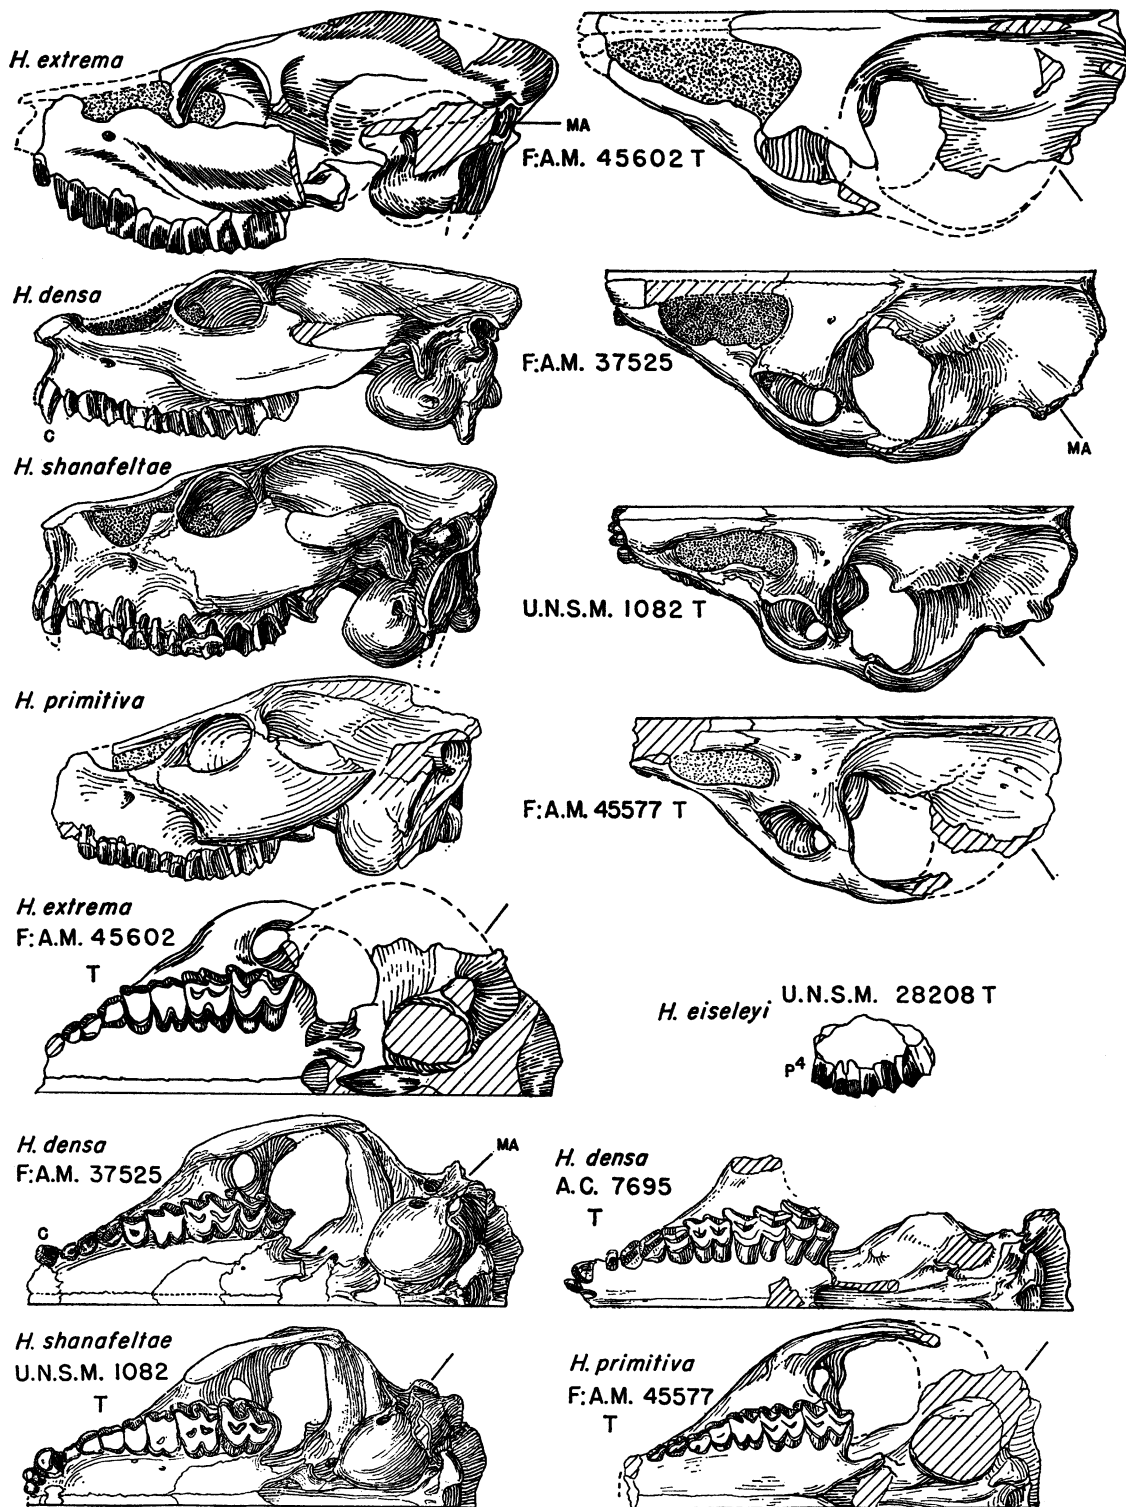 H. extrema
MA
F:A.M. 45602 T
H. densa
F:A.M. 37525
C
MA
H. shanafeltae
U.N.S.M. 1082 T
H. primitiva
F:A.M. 45577 T
H. extrema
F:A.M. 45602
T
H. eiseleyi
U.N.S.M. 28208 T
P⁴
H. densa
F:A.M. 37525
MA
C
H. densa
A.C. 7695
T
H. shanafeltae
U.N.S.M. 1082
T
H. primitiva
F:A.M. 45577
T